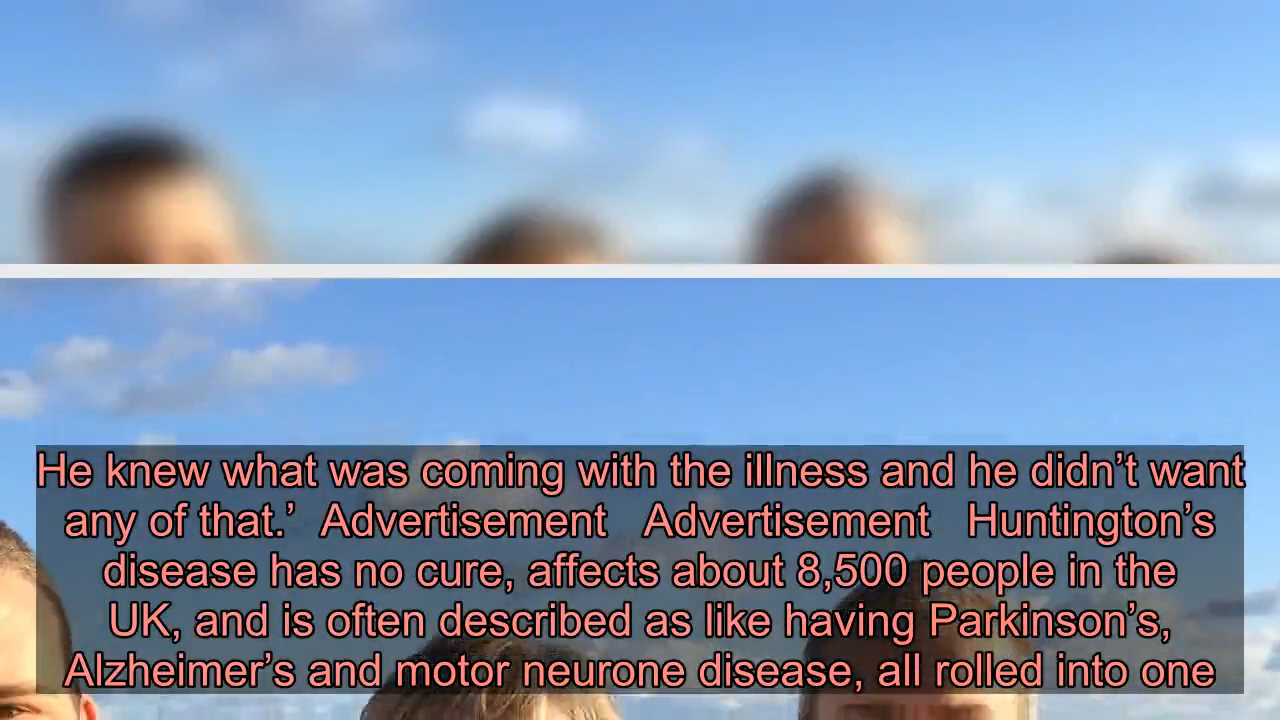 He knew what was coming with the illness and he didn’t want
any of that.’ Advertisement Advertisement Huntington’s
disease has no cure, affects about 8,500 people in the
UK, and is often described as like having Parkinson’s,
Alzheimer’s and motor neurone disease, all rolled into one